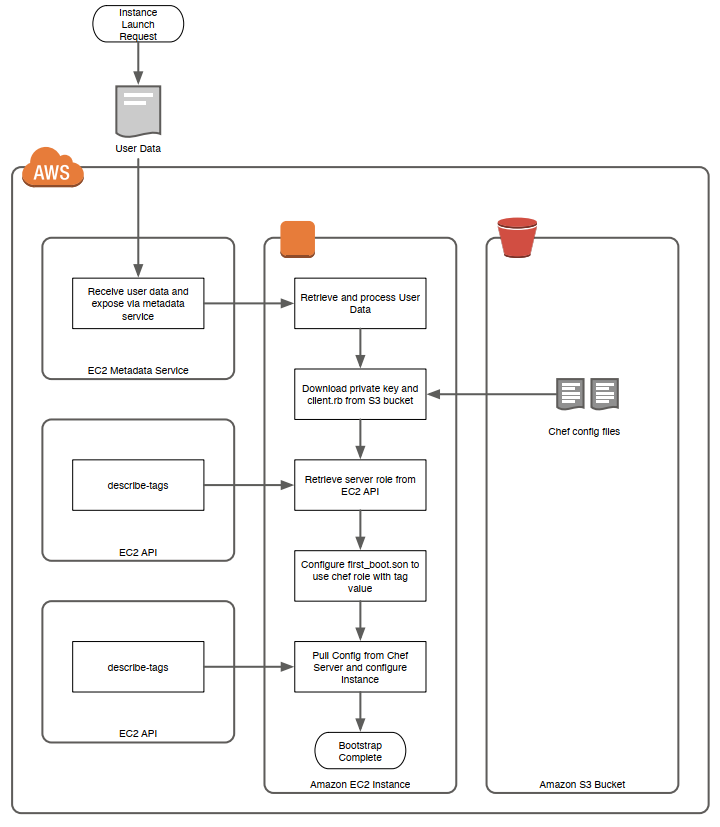 Instance
Launch
Request
User Data
AWS
Receive user data and
expose via metadata
service
EC2 Metadata Service
Retrieve and process User
Data
Download private key and
client.rb from S3 bucket
Chef config files
describe-tags
EC2 API
Retrieve server role from
EC2 API
Configure first_boot.son to
use chef role with tag
value
describe-tags
EC2 API
Pull Config from Chef
Server and configure
Instance
Bootstrap
Complete
Amazon EC2 Instance
Amazon S3 Bucket